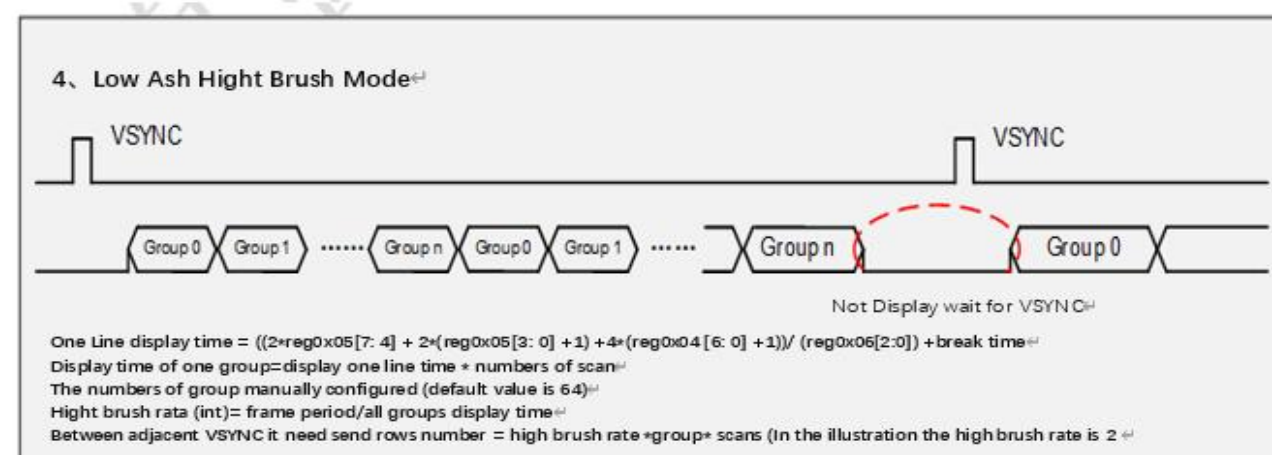 4、Low Ash Hight Brush Mode↵
VSYNC VSYNC
Group 0 Group 1 ······ Group n Group0 Group 1 ······ Group n Group 0
Not Display wait for VSYNC↵
One Line display time = ((2*reg0x05[7: 4] + 2*(reg0x05[3: 0] +1) +4*(reg0x04 [6: 0] +1))/ (reg0x06[2:0]) +break time↵
Display time of one group=display one line time * numbers of scan↵
The numbers of group manually configured (default value is 64)↵
Hight brush rata (int)= frame period/all groups display time↵
Between adjacent VSYNC it need send rows number = high brush rate *group* scans (In the illustration the high brush rate is 2 ↵